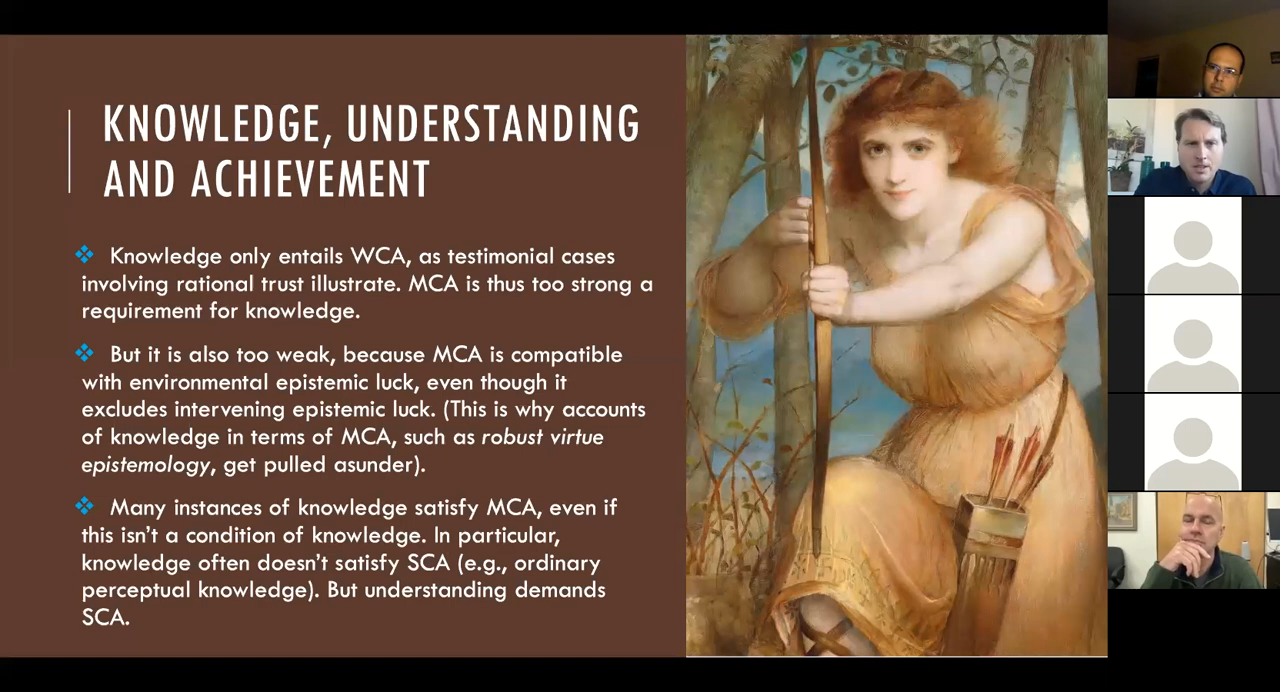 KNOWLEDGE, UNDERSTANDING
AND ACHIEVEMENT
Knowledge only entails WCA, as testimonial cases
involving rational trust illustrate. MCA is thus too strong a
requirement for knowledge.
But it is also too weak, because MCA is compatible
with environmental epistemic luck, even though it
excludes intervening epistemic luck. (This is why accounts
of knowledge in terms of MCA, such as robust virtue
epistemology, get pulled asunder).
Many instances of knowledge satisfy MCA, even if
this isn't a condition of knowledge. In particular,
knowledge often doesn't satisfy SCA (e.g., ordinary
perceptual knowledge). But understanding demands
SCA.